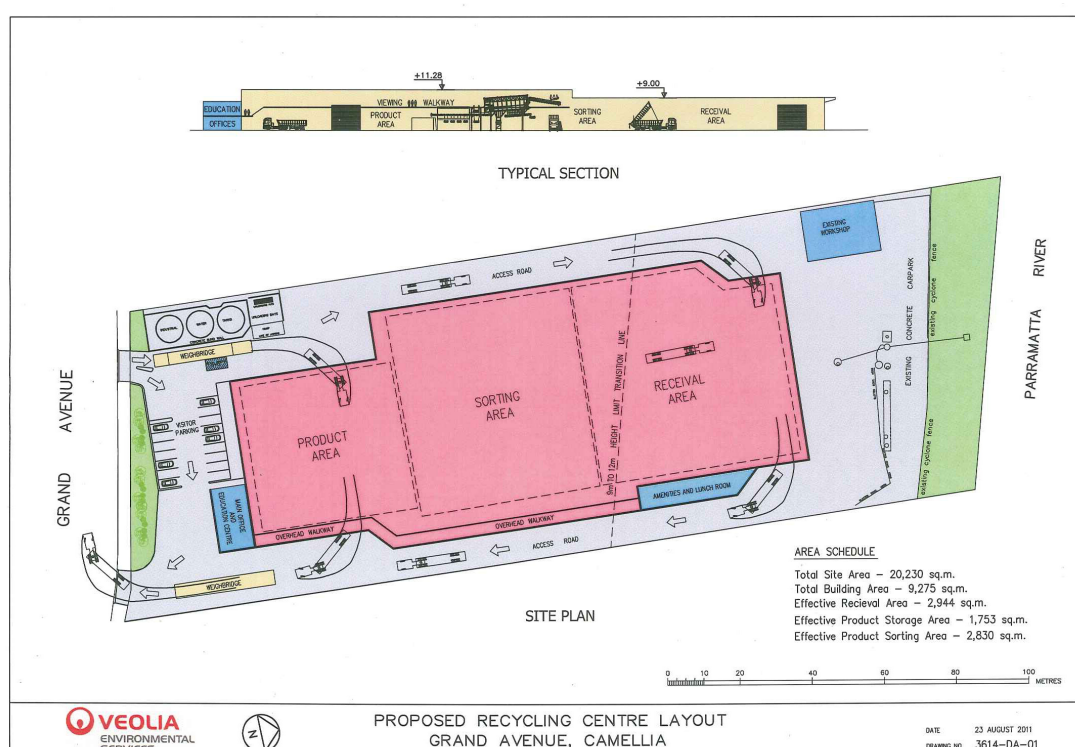 +11.28
+9.00
EDUCATION
OFFICES
VIEWING WALKWAY
PRODUCT
AREA
SORTING
AREA
RECEIVAL
AREA
TYPICAL SECTION
EXISTING
WORKSHOP
ACCESS ROAD
WEIGHBRIDGE
GRAND AVENUE
VISITOR
PARKING
PRODUCT
AREA
SORTING
AREA
9m TO 12m HEIGHT LIMIT TRANSITION LINE
RECEIVAL
AREA
EXISTING CONCRETE CARPARK
existing cyclone fence
existing cyclone fence
PARRAMATTA RIVER
MAIN OFFICE
AND
EDUCATION CENTRE
OVERHEAD WALKWAY
OVERHEAD WALKWAY
AMENITIES AND LUNCH ROOM
ACCESS ROAD
WEIGHBRIDGE
SITE PLAN
AREA SCHEDULE
Total Site Area – 20,230 sq.m.
Total Building Area – 9,275 sq.m.
Effective Recieval Area – 2,944 sq.m.
Effective Product Storage Area – 1,753 sq.m.
Effective Product Sorting Area – 2,830 sq.m.
0 10 20 40 60 80 100 METRES
VEOLIA
ENVIRONMENTAL
SERVICES
N
PROPOSED RECYCLING CENTRE LAYOUT
GRAND AVENUE, CAMELLIA
DATE 23 AUGUST 2011
DRAWING NO. 3614-DA-01